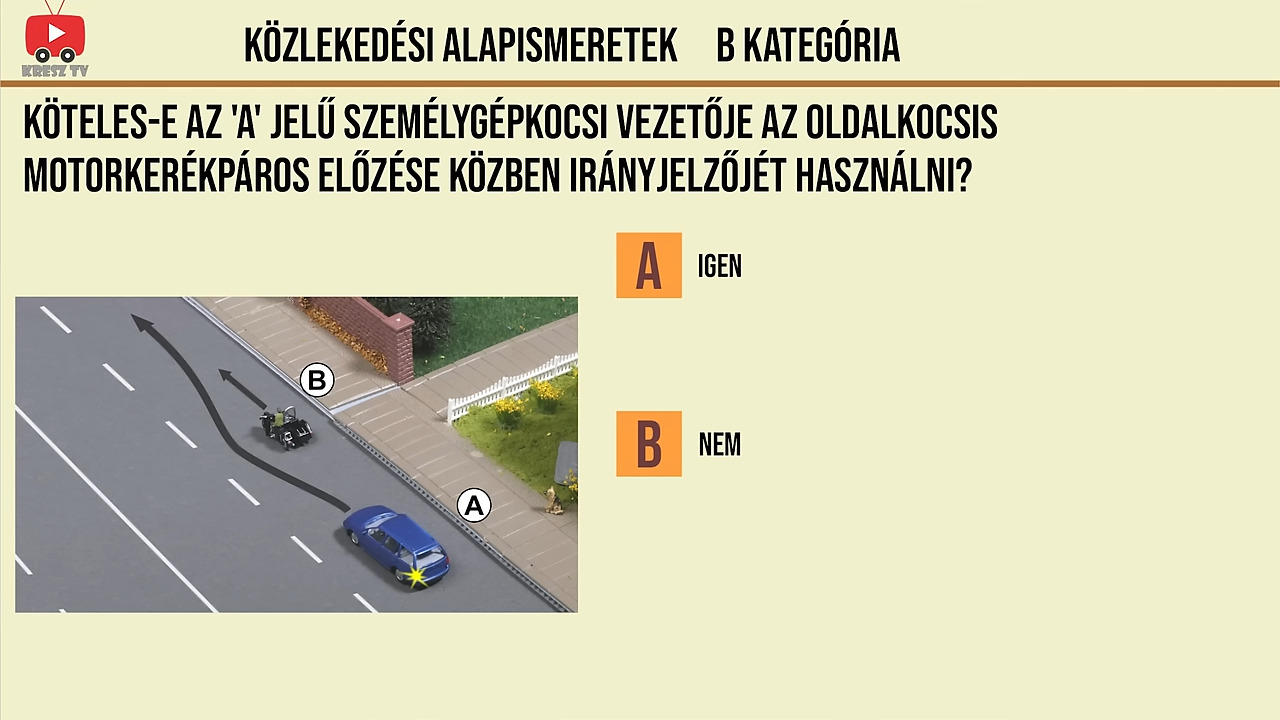 KRESZ TV
KÖZLEKEDÉSI ALAPISMERETEK B KATEGÓRIA
KÖTELES-E AZ 'A' JELŰ SZEMÉLYGÉPKOCSI VEZETŐJE AZ OLDALKOCSIS
MOTORKERÉKPÁROS ELŐZÉSE KÖZBEN IRÁNYJELZŐJÉT HASZNÁLNI?
A IGEN
B NEM
B
A